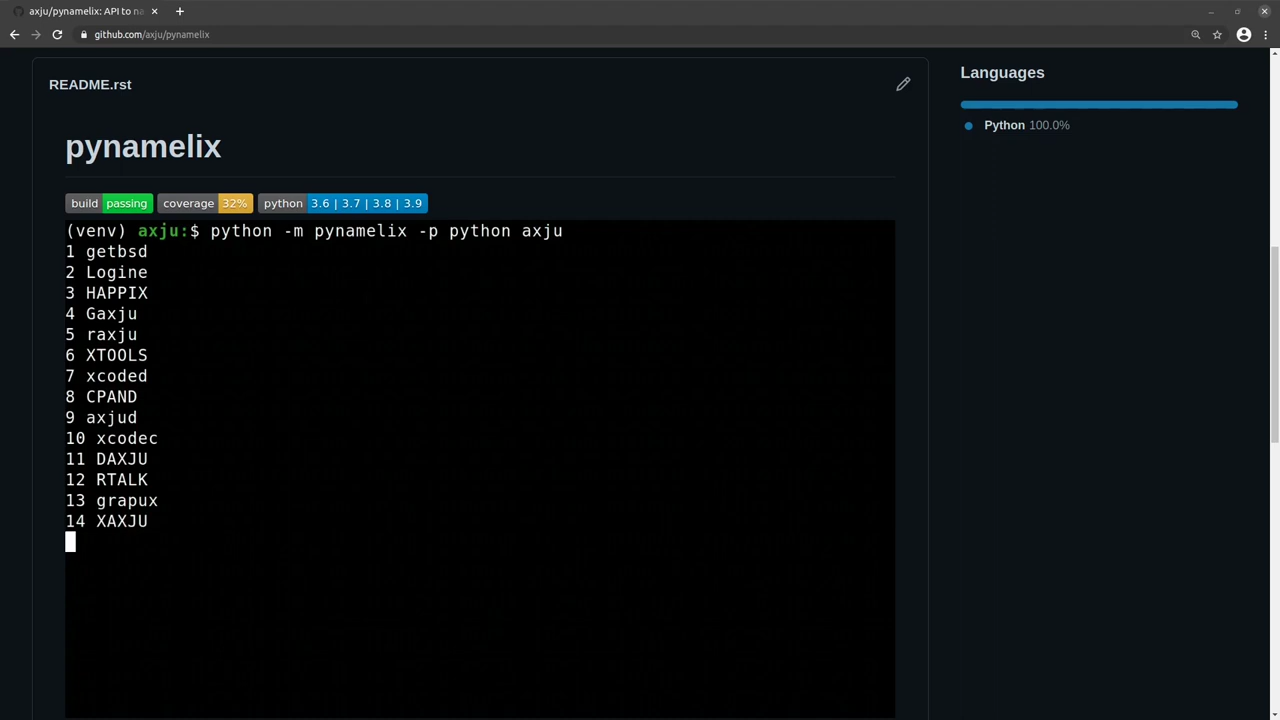 axju/pynamelix: API to na
github.com/axju/pynamelix
README.rst
Languages
Python 100.0%
pynamelix
build passing coverage 32% python 3.6 | 3.7 | 3.8 | 3.9
(venv) axju:$ python -m pynamelix -p python axju
1 getbsd
2 Logine
3 HAPPIX
4 Gaxju
5 raxju
6 XTOOLS
7 xcoded
8 CPAND
9 axjud
10 xcodec
11 DAXJU
12 RTALK
13 grapux
14 XAXJU